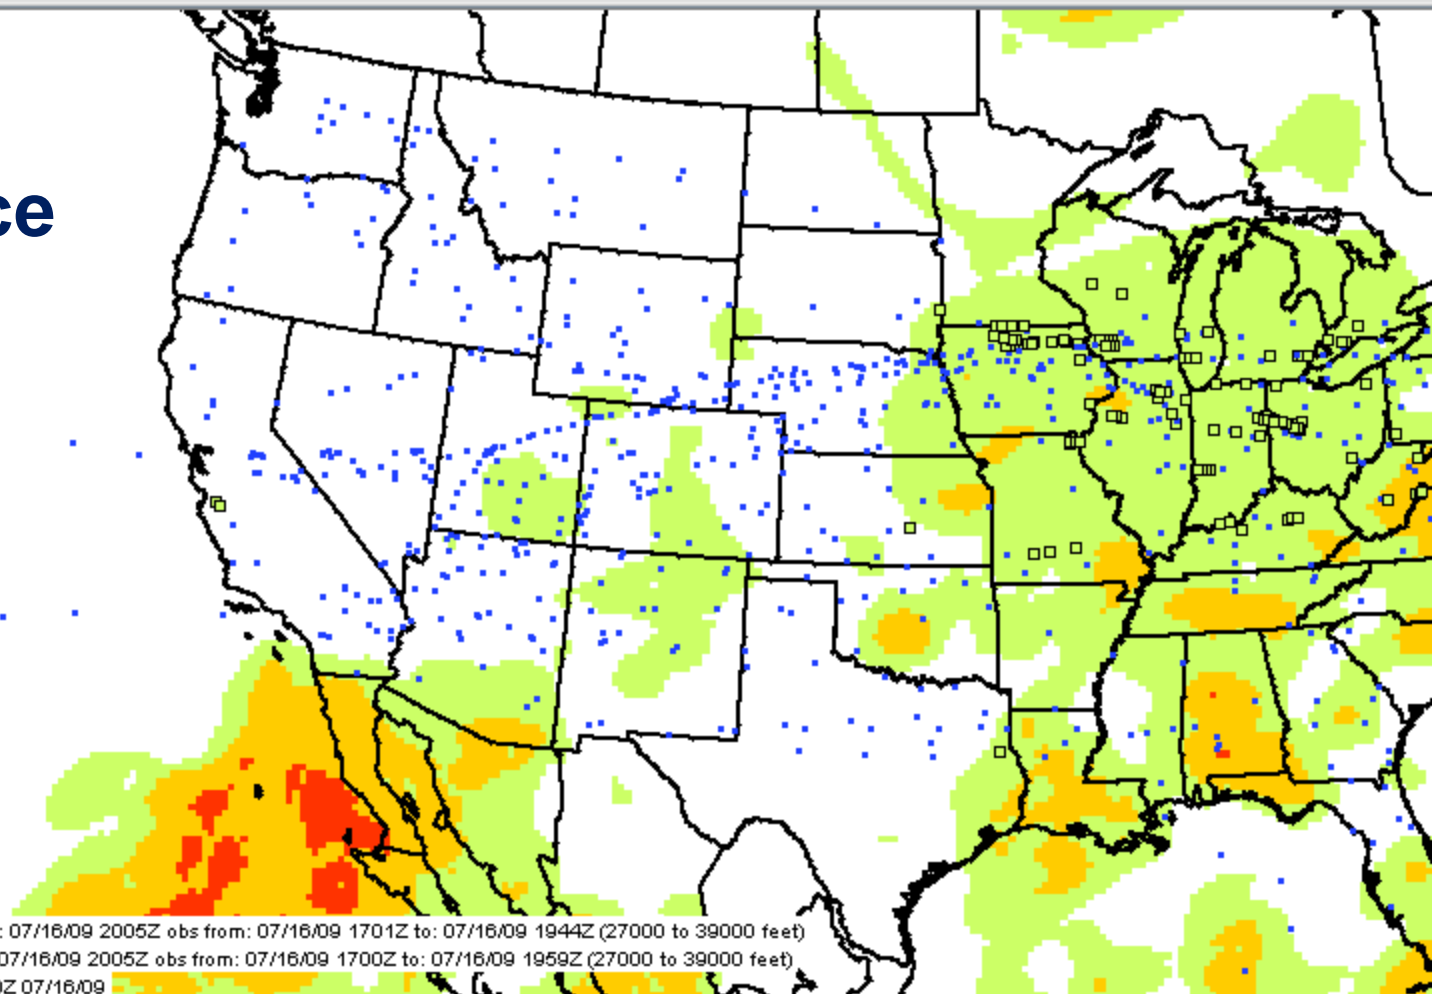 ce
: 07/16/09 2005Z obs from: 07/16/09 1701Z to: 07/16/09 1944Z (27000 to 39000 feet)
07/16/09 2005Z obs from: 07/16/09 1700Z to: 07/16/09 1959Z (27000 to 39000 feet)
Z 07/16/09